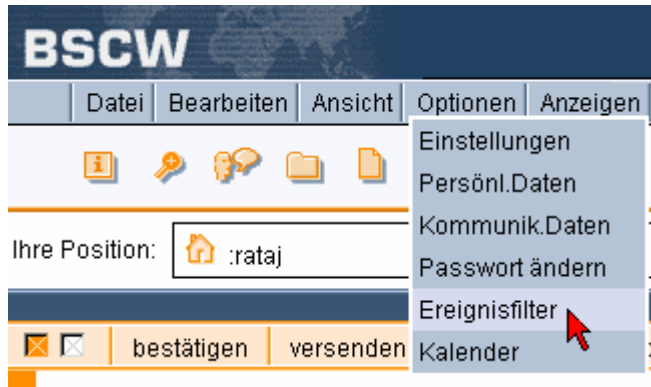 BSCW
Datei Bearbeiten Ansicht Optionen Anzeigen
Einstellungen
Persönl.Daten
Kommunik.Daten
Passwort ändern
Ereignisfilter
Kalender
Ihre Position: :rataj
bestätigen versenden